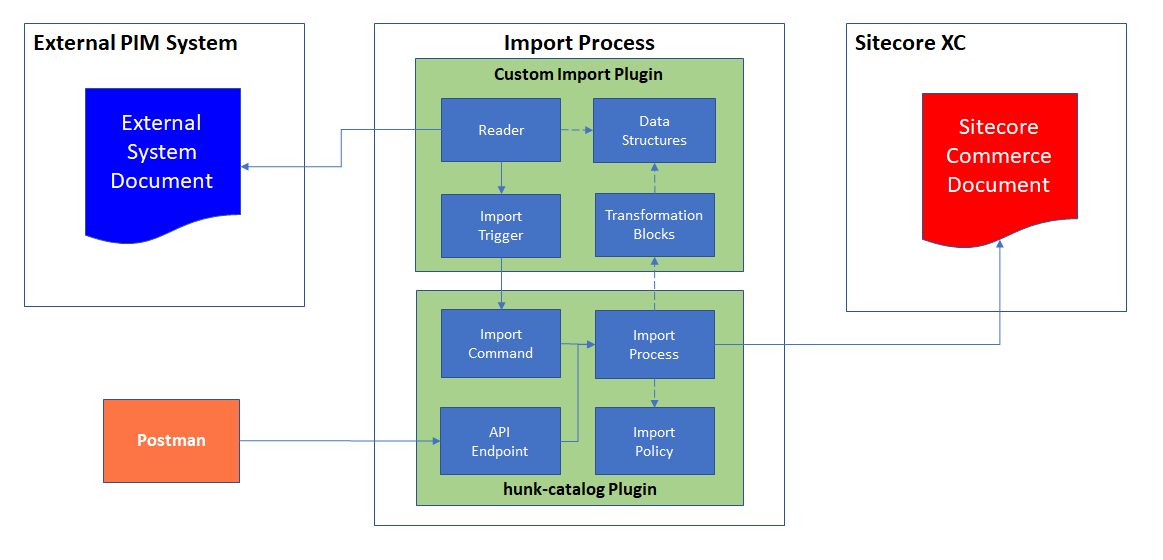 External PIM System
External
System
Document
Import Process
Custom Import Plugin
Reader
Data
Structures
Import
Trigger
Transformation
Blocks
Import
Command
Import
Process
API
Endpoint
Import
Policy
hunk-catalog Plugin
Sitecore XC
Sitecore
Commerce
Document
Postman